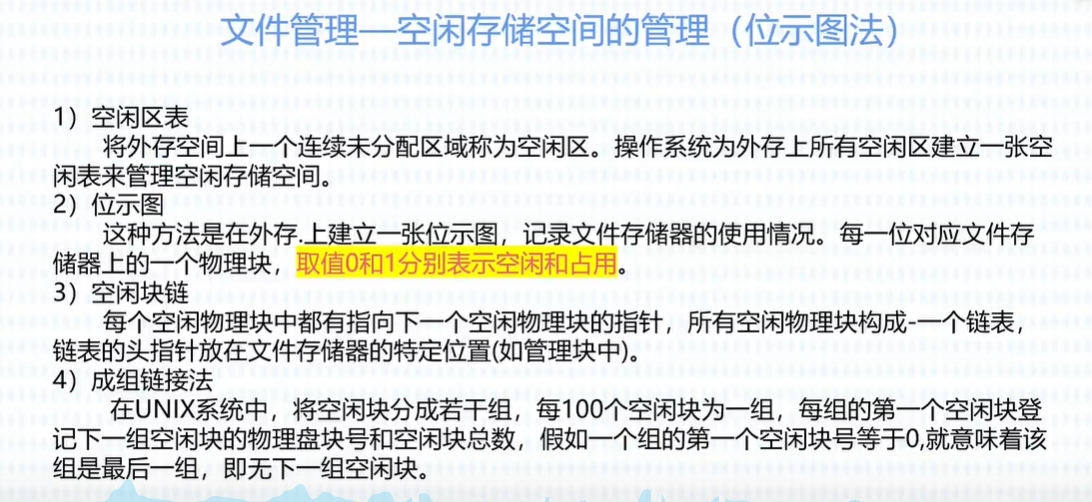 文件管理—空闲存储空间的管理（位示图法）
1）空闲区表
将外存空间上一个连续未分配区域称为空闲区。操作系统为外存上所有空闲区建立一张空
闲表来管理空闲存储空间。
2）位示图
这种方法是在外存.上建立一张位示图，记录文件存储器的使用情况。每一位对应文件存
储器上的一个物理块，取值0和1分别表示空闲和占用。
3）空闲块链
每个空闲物理块中都有指向下一个空闲物理块的指针，所有空闲物理块构成-一个链表，
链表的头指针放在文件存储器的特定位置(如管理块中)。
4）成组链接法
在UNIX系统中，将空闲块分成若干组，每100个空闲块为一组，每组的第一个空闲块登
记下一组空闲块的物理盘块号和空闲块总数，假如一个组的第一个空闲块号等于0,就意味着该
组是最后一组，即无下一组空闲块。